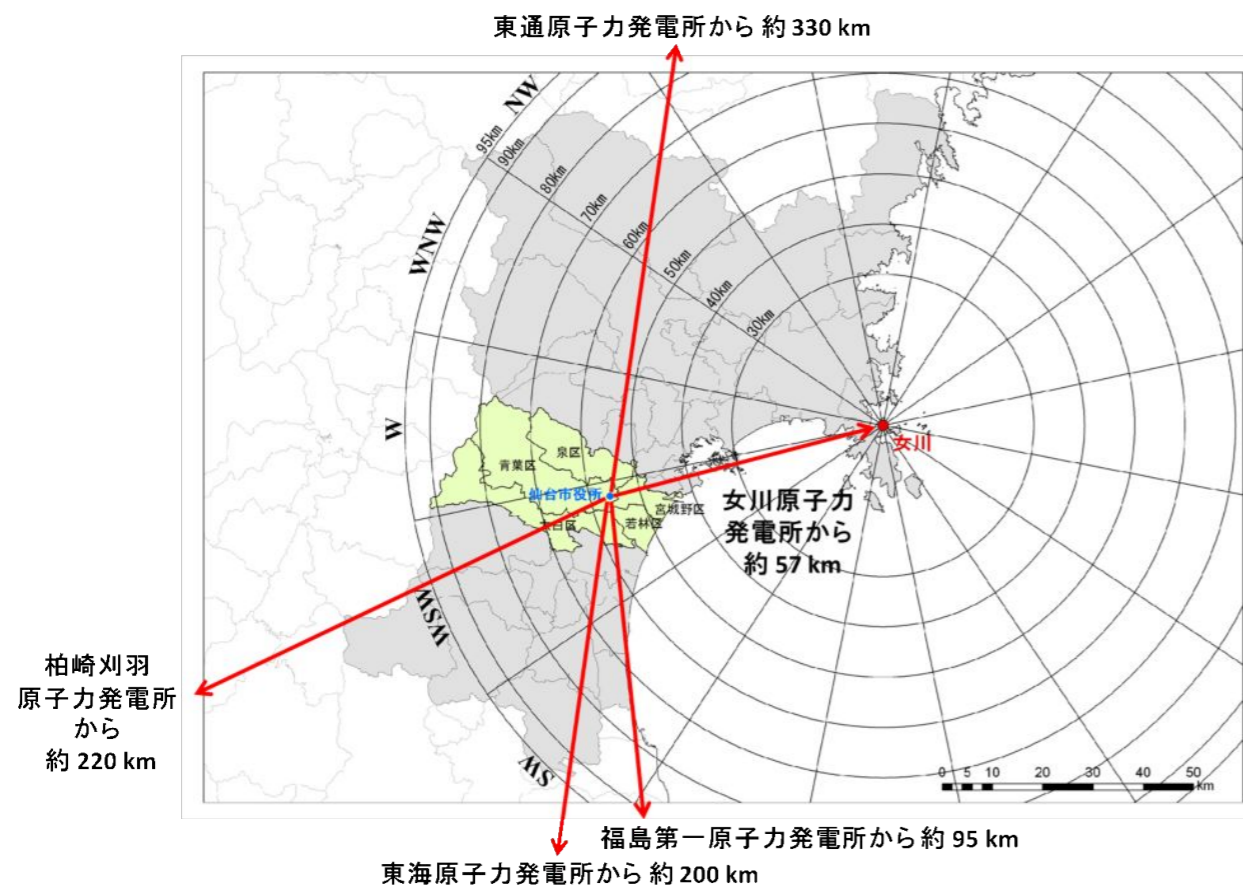 東通原子力発電所から 約 330 km
NW
95km
90km
80km
70km
60km
50km
40km
30km
WNW
W
女川
青葉区
泉区
仙台市役所
宮城野区
太白区
若林区
女川原子力
発電所から
約 57 km
WSW
柏崎刈羽
原子力発電所
から
約 220 km
SW
0 5 10 20 30 40 50
km
福島第一原子力発電所から 約 95 km
東海原子力発電所から 約 200 km